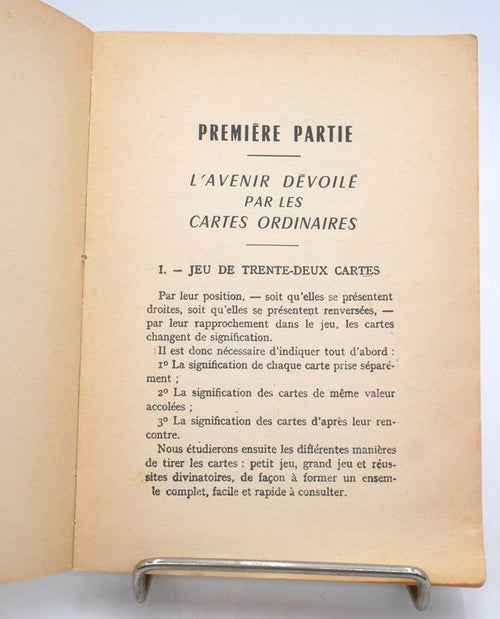 PREMIÈRE PARTIE
L'AVENIR DÉVOILÉ
PAR LES
CARTES ORDINAIRES
I. — JEU DE TRENTE-DEUX CARTES
Par leur position, — soit qu'elles se présentent
droites, soit qu'elles se présentent renversées, —
par leur rapprochement dans le jeu, les cartes
changent de signification.
Il est donc nécessaire d'indiquer tout d'abord :
1º La signification de chaque carte prise séparé-
ment ;
2º La signification des cartes de même valeur
accolées ;
3º La signification des cartes d'après leur ren-
contre.
Nous étudierons ensuite les différentes manières
de tirer les cartes : petit jeu, grand jeu et réus-
sites divinatoires, de façon à former un ensem-
le complet, facile et rapide à consulter.